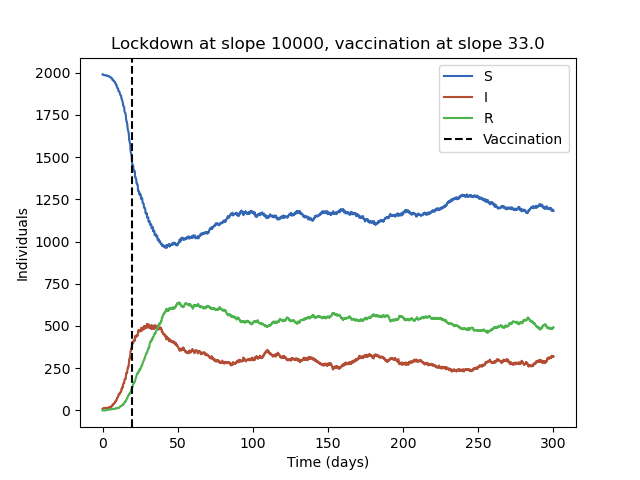 Lockdown at slope 10000, vaccination at slope 33.0
S
I
R
Vaccination
Individuals
2000
1750
1500
1250
1000
750
500
250
0
0 50 100 150 200 250 300
Time (days)